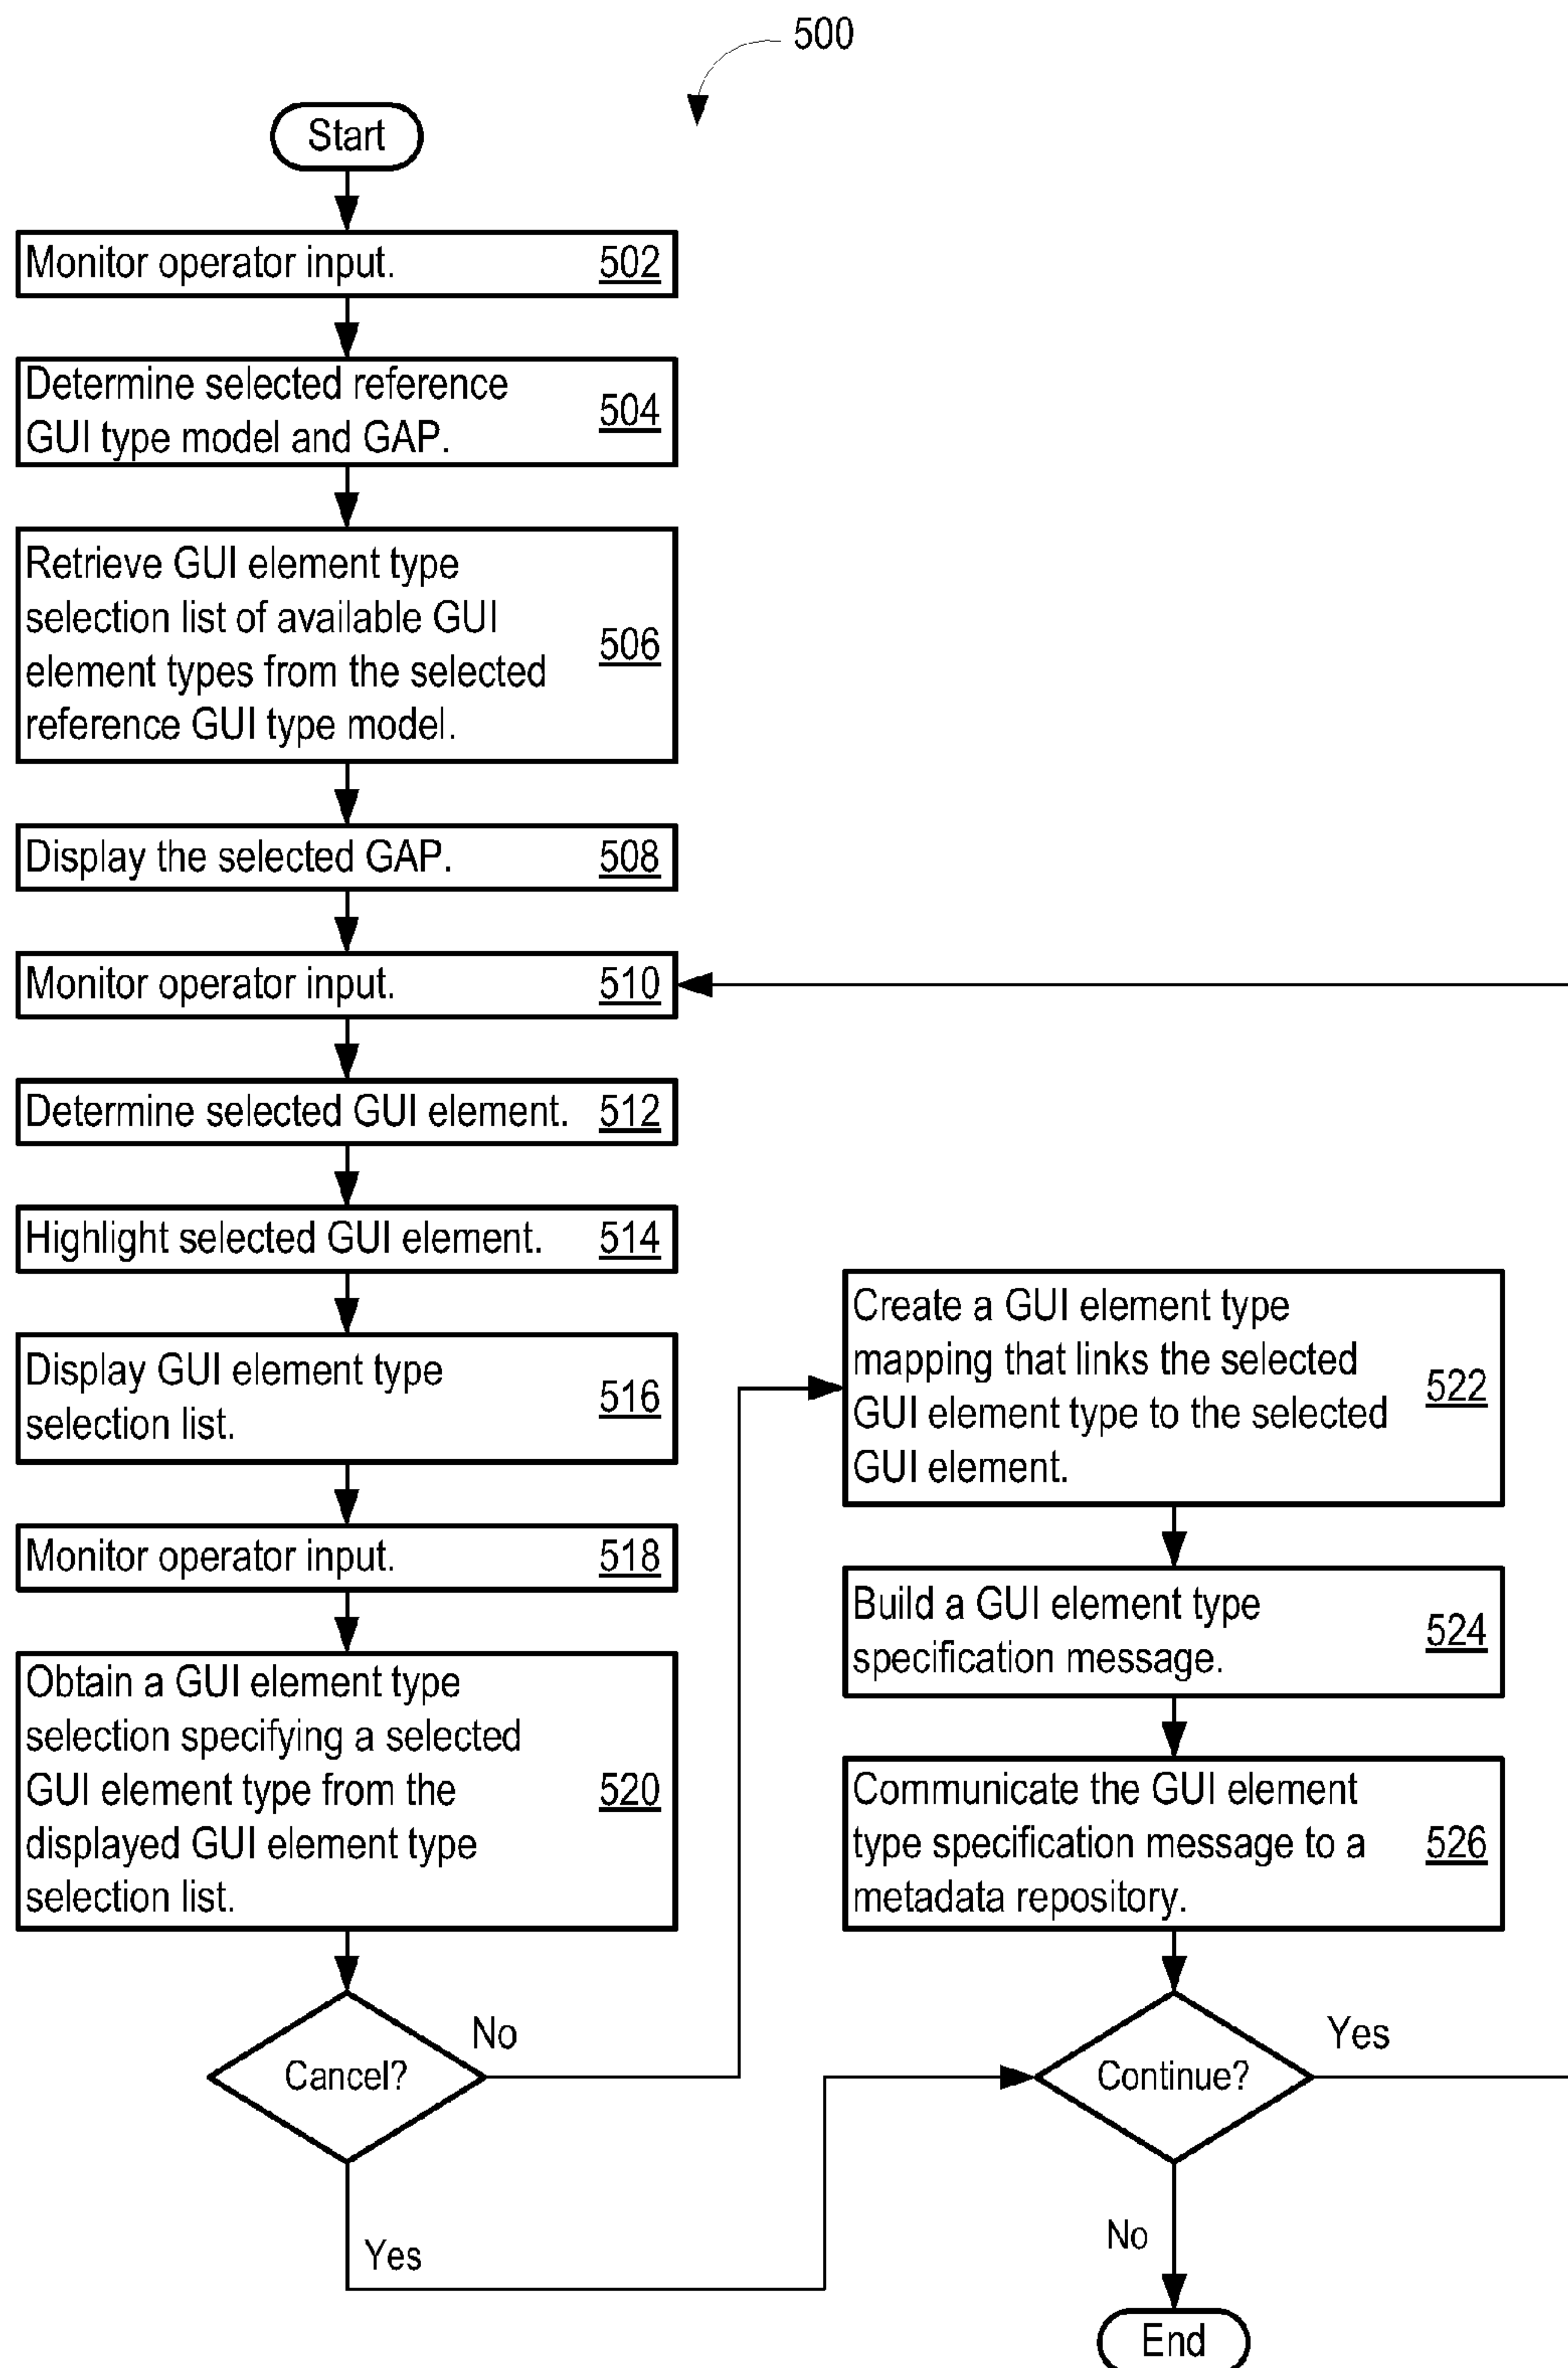 500
Start
Monitor operator input. 502
Determine selected reference
GUI type model and GAP. 504
Retrieve GUI element type
selection list of available GUI
element types from the selected
reference GUI type model. 506
Display the selected GAP. 508
Monitor operator input. 510
Determine selected GUI element. 512
Highlight selected GUI element. 514
Display GUI element type
selection list. 516
Monitor operator input. 518
Obtain a GUI element type
selection specifying a selected
GUI element type from the
displayed GUI element type
selection list. 520
Cancel?
No
Yes
Create a GUI element type
mapping that links the selected
GUI element type to the selected
GUI element. 522
Build a GUI element type
specification message. 524
Communicate the GUI element
type specification message to a
metadata repository. 526
Continue?
Yes
No
End